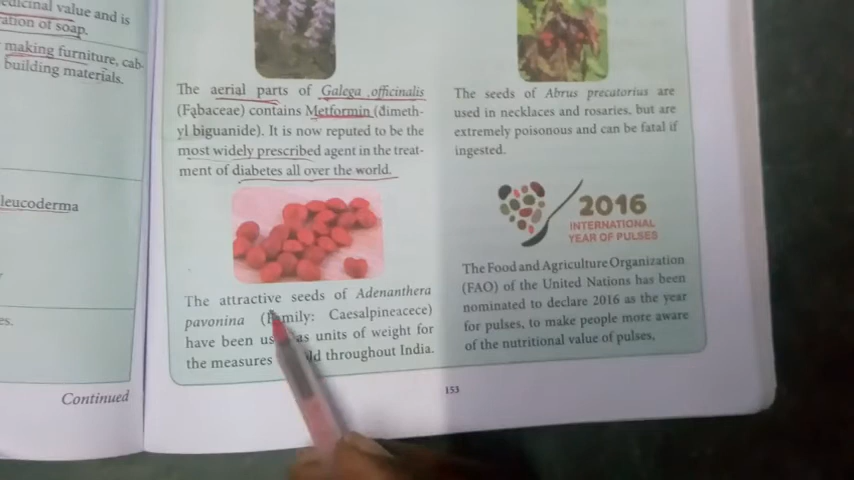 edicinal value and is
ation of soap.
making furniture, cab-
building materials.
leucoderma
es.
Continued
The aerial parts of Galega officinalis
(Fabaceae) contains Metformin (dimeth-
yl biguanide). It is now reputed to be the
most widely prescribed agent in the treat-
ment of diabetes all over the world.
The attractive seeds of Adenanthera
pavonina (Family: Caesalpineacece)
have been us as units of weight for
the measures ld throughout India.
The seeds of Abrus precatorius are
used in necklaces and rosaries, but are
extremely poisonous and can be fatal if
ingested.
2016
INTERNATIONAL
YEAR OF PULSES
The Food and Agriculture Organization
(FAO) of the United Nations has been
nominated to declare 2016 as the year
for pulses, to make people more aware
of the nutritional value of pulses,
153